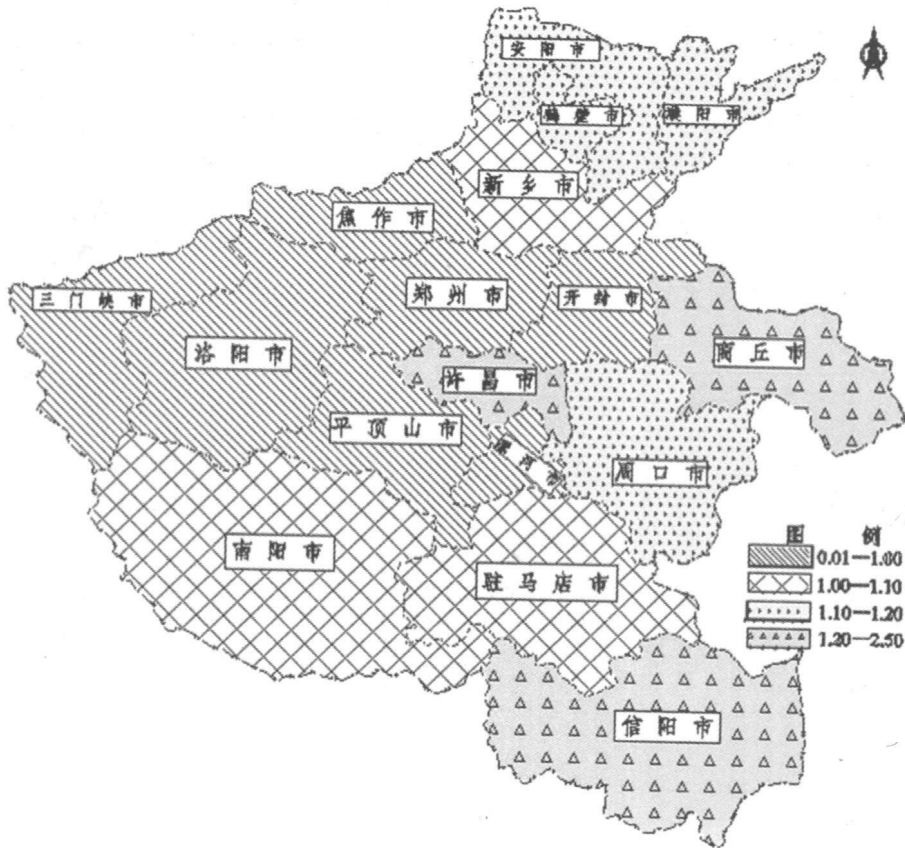 安阳市
鹤壁市
濮阳市
新乡市
焦作市
三门峡市
郑州市
开封市
洛阳市
商丘市
许昌市
平顶山市
漯河市
周口市
南阳市
驻马店市
信阳市
图 例
0.01—1.00
1.00—1.10
1.10—1.20
1.20—2.50